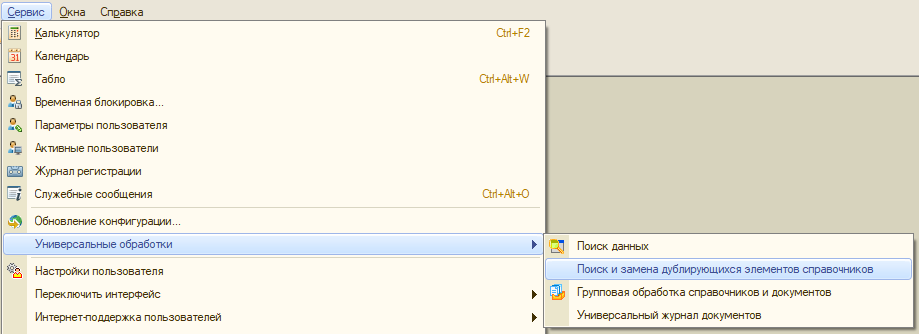 Сервис Окна Справка
Калькулятор Ctrl+F2
Календарь
Табло Ctrl+Alt+W
Временная блокировка...
Параметры пользователя
Активные пользователи
Журнал регистрации
Служебные сообщения Ctrl+Alt+O
Обновление конфигурации...
Универсальные обработки
Поиск данных
Поиск и замена дублирующихся элементов справочников
Групповая обработка справочников и документов
Универсальный журнал документов
Настройки пользователя
Переключить интерфейс
Интернет-поддержка пользователей